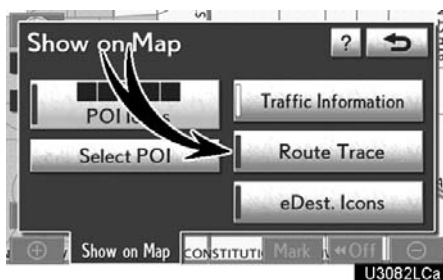 Show on Map ?
POI
Traffic Information
Select POI
Route Trace
eDest. Icons
Show on Map CONSTITUTI Mark «Off
U3082LCa